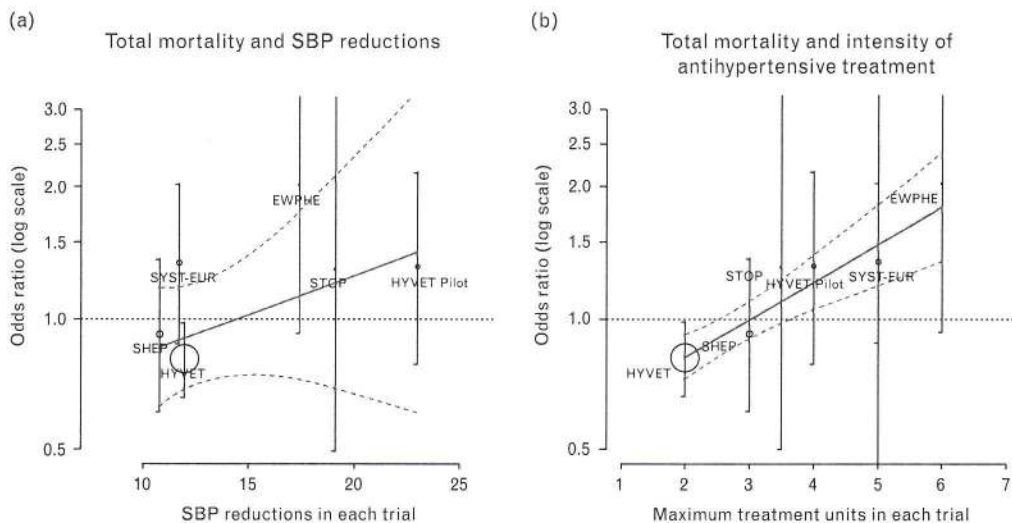 (a)
Total mortality and SBP reductions
Odds ratio (log scale)
3.0
2.5
2.0
1.5
1.0
0.5
EWPHE
SYST-EUR
STOP
HYVET Pilot
SHEP
HYVET
10
15
20
25
SBP reductions in each trial
(b)
Total mortality and intensity of
antihypertensive treatment
Odds ratio (log scale)
3.0
2.5
2.0
1.5
1.0
0.5
EWPHE
STOP
HYVET Pilot
SYST-EUR
SHEP
HYVET
1
2
3
4
5
6
7
Maximum treatment units in each trial